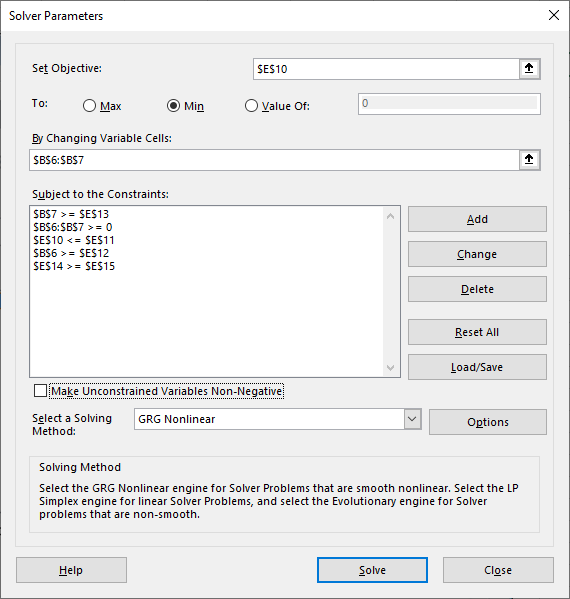 Solver Parameters
Set Objective: $E$10
To: Max Min Value Of: 0
By Changing Variable Cells:
$B$6:$B$7
Subject to the Constraints:
$B$7 >= $E$13
$B$6:$B$7 >= 0
$E$10 <= $E$11
$B$6 >= $E$12
$E$14 >= $E$15
Add
Change
Delete
Reset All
Load/Save
Make Unconstrained Variables Non-Negative
Select a Solving
Method:
GRG Nonlinear
Options
Solving Method
Select the GRG Nonlinear engine for Solver Problems that are smooth nonlinear. Select the LP
Simplex engine for linear Solver Problems, and select the Evolutionary engine for Solver
problems that are non-smooth.
Help
Solve
Close